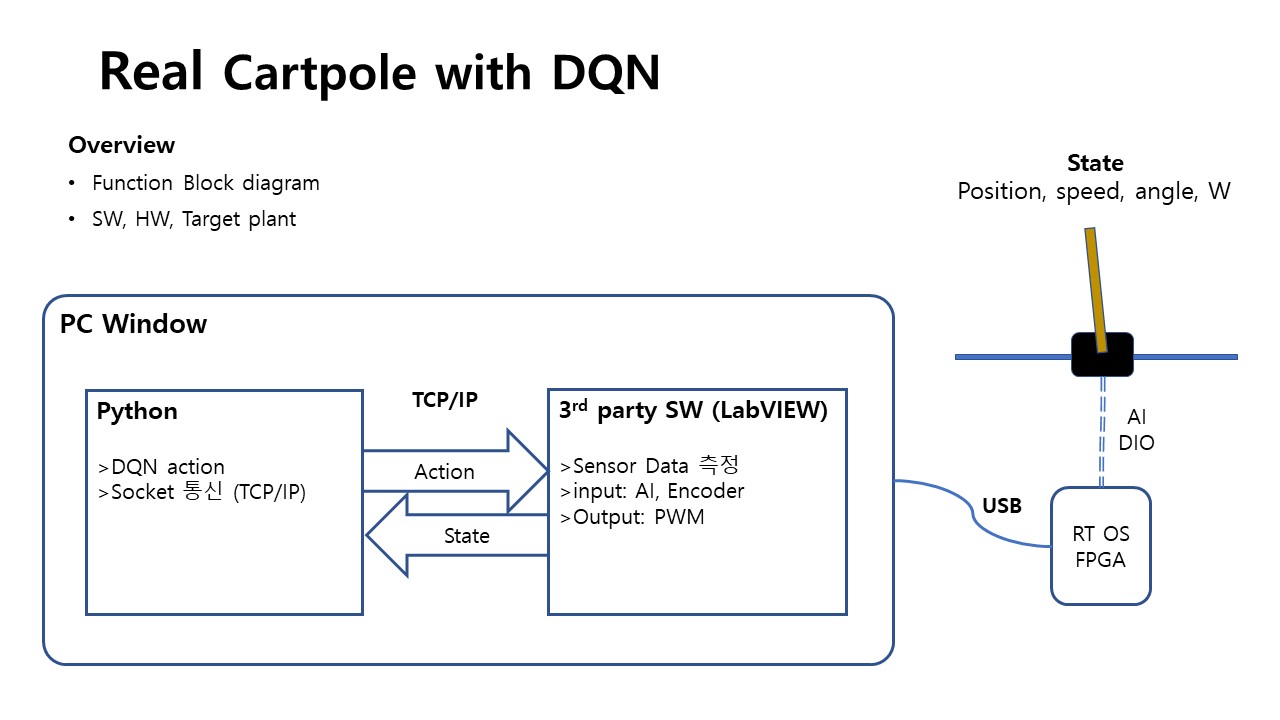 Real Cartpole with DQN
Overview
• Function Block diagram
• SW, HW, Target plant
State
Position, speed, angle, W
PC Window
Python
>DQN action
>Socket 통신 (TCP/IP)
TCP/IP
Action
State
3rd party SW (LabVIEW)
>Sensor Data 측정
>input: AI, Encoder
>Output: PWM
AI
DIO
USB
RT OS
FPGA